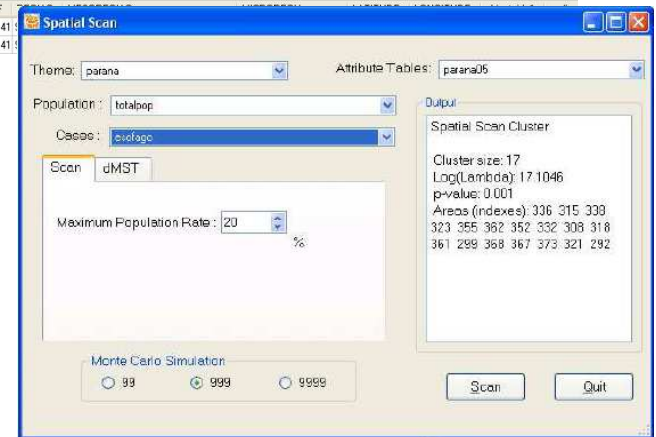 41
41
Spatial Scan
Theme: parana
Attribute Tables: parana05
Population : totalpop
Cases : esofago
Scan dMST
Maximum Population Rate : 20
%
Monte Carlo Simulation
99 999 9999
Output
Spatial Scan Cluster
Cluster size: 17
Log(Lambda): 17.1046
p-value: 0.001
Areas (indexes): 336 315 338
323 355 362 352 332 308 318
361 299 368 367 373 321 292
Scan Quit